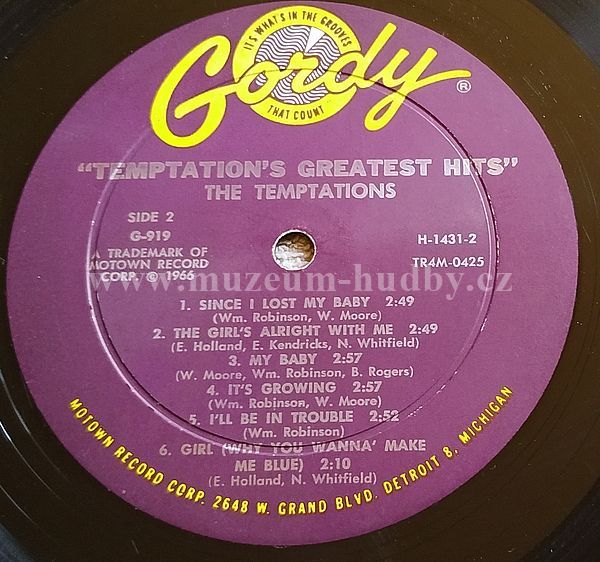 IT'S WHAT'S IN THE GROOVES
Gordy ®
THAT COUNT
"TEMPTATION'S GREATEST HITS"
THE TEMPTATIONS
SIDE 2
G-919
A TRADEMARK OF
MOTOWN RECORD
CORP. © 1966
H-1431-2
TR4M-0425
www.muzeum-hudby.cz
1. SINCE I LOST MY BABY 2:49
(Wm. Robinson, W. Moore)
2. THE GIRL'S ALRIGHT WITH ME 2:49
(E. Holland, E. Kendricks, N. Whitfield)
3. MY BABY 2:57
(W. Moore, Wm. Robinson, B. Rogers)
4. IT'S GROWING 2:57
(Wm. Robinson, W. Moore)
5. I'LL BE IN TROUBLE 2:52
(Wm. Robinson)
6. GIRL (WHY YOU WANNA' MAKE
ME BLUE) 2:10
(E. Holland, N. Whitfield)
MOTOWN RECORD CORP. 2648 W. GRAND BLVD. DETROIT 8, MICHIGAN